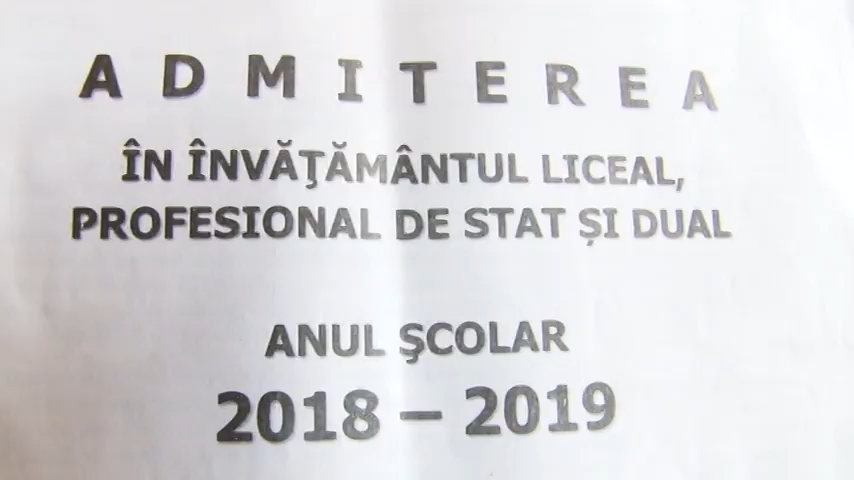 A D M I T E R E A
ÎN ÎNVĂŢĂMÂNTUL LICEAL,
PROFESIONAL DE STAT ȘI DUAL
ANUL ŞCOLAR
2018 – 2019